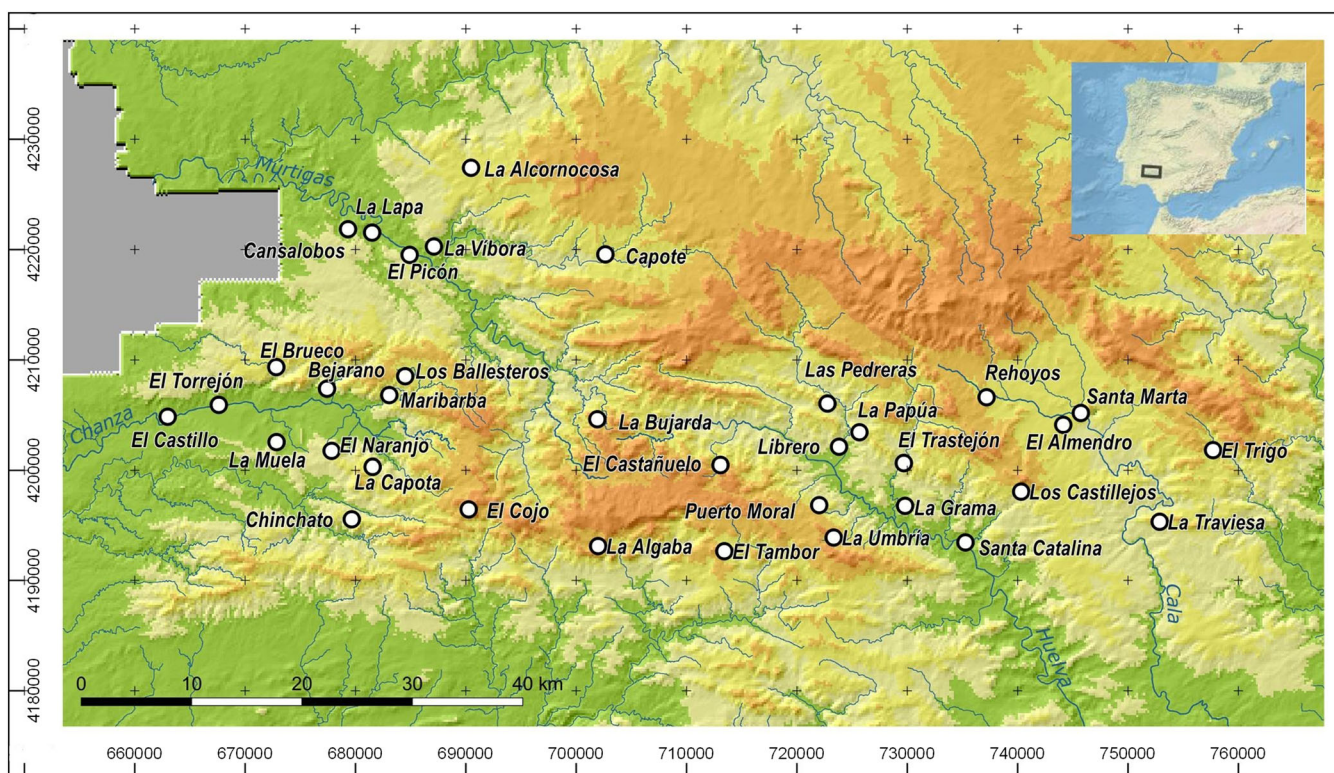 4230000
4220000
4210000
4200000
4190000
4180000
Múrtigas
La Alcornocosa
La Lapa
Cansalobos
La Víbora
El Picón
Capote
El Brueco
Bejarano
Los Ballesteros
El Torrejón
Maribarba
Chanza
El Castillo
La Muela
El Naranjo
La Capota
Chinchato
El Cojo
La Bujarda
El Castañuelo
La Algaba
El Tambor
Las Pedreras
La Papúa
Librero
El Trastejón
Puerto Moral
La Umbría
La Grama
Santa Catalina
Rehoyos
Santa Marta
El Almendro
El Trigo
Los Castillejos
La Traviesa
Cala
Huelva
0 10 20 30 40 km
660000 670000 680000 690000 700000 710000 720000 730000 740000 750000 760000